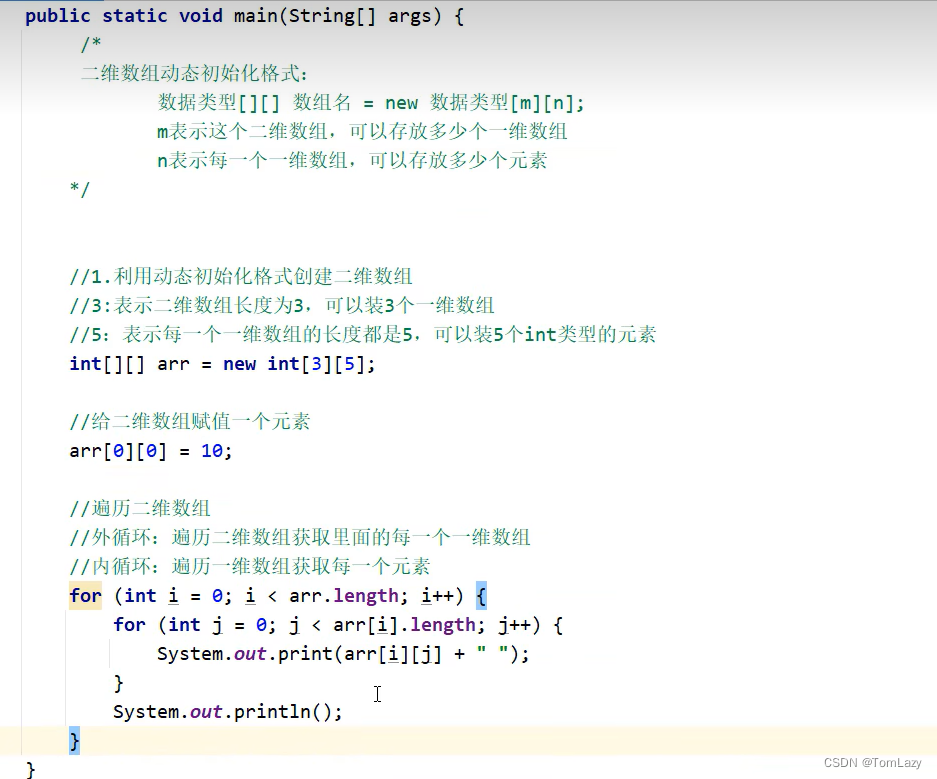 public static void main(String[] args) {
/*
二维数组动态初始化格式：
数据类型[][] 数组名 = new 数据类型[m][n];
m表示这个二维数组，可以存放多少个一维数组
n表示每一个一维数组，可以存放多少个元素
*/
//1.利用动态初始化格式创建二维数组
//3:表示二维数组长度为3，可以装3个一维数组
//5：表示每一个一维数组的长度都是5，可以装5个int类型的元素
int[][] arr = new int[3][5];
//给二维数组赋值一个元素
arr[0][0] = 10;
//遍历二维数组
//外循环：遍历二维数组获取里面的每一个一维数组
//内循环：遍历一维数组获取每一个元素
for (int i = 0; i < arr.length; i++) {
for (int j = 0; j < arr[i].length; j++) {
System.out.print(arr[i][j] + " ");
}
System.out.println();
}
}
CSDN @TomLazy